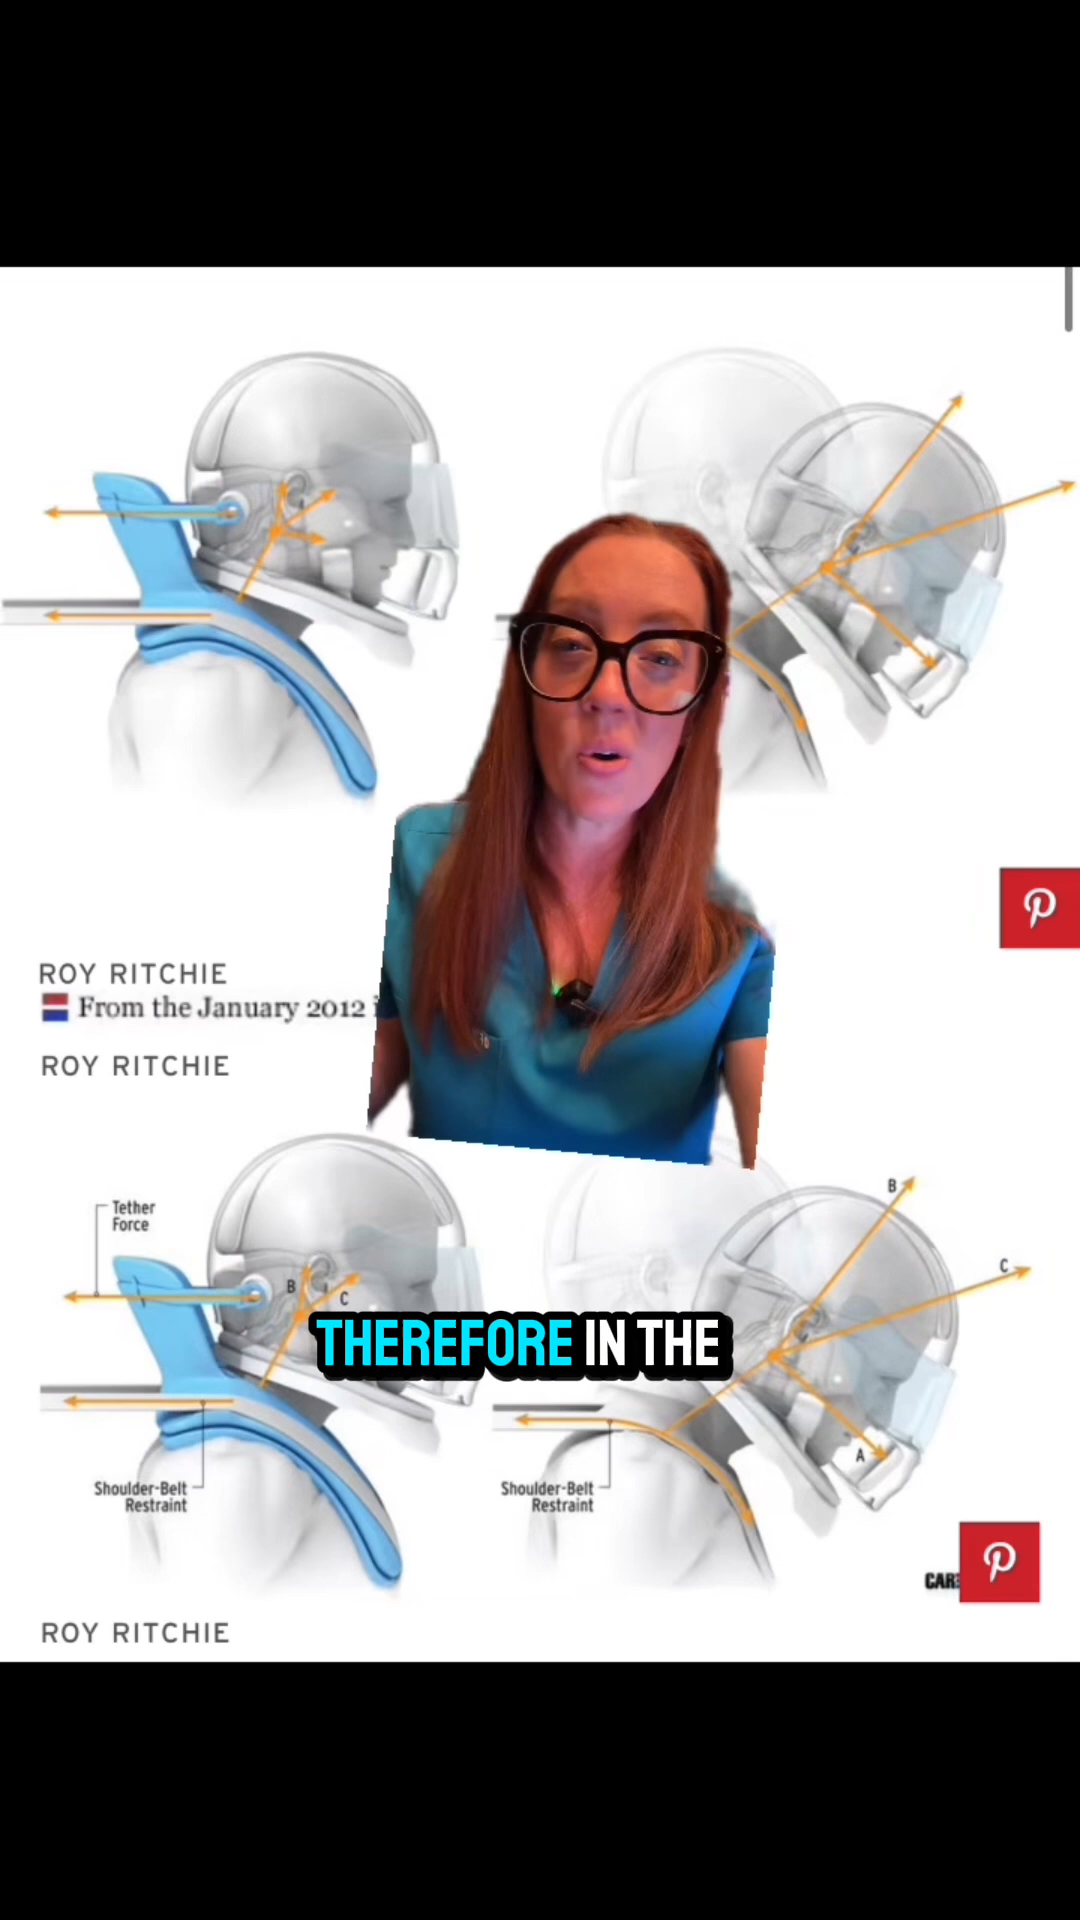 ROY RITCHIE
From the January 2012
ROY RITCHIE
Tether
Force
B
C
B
C
THEREFORE IN THE
A
Shoulder-Belt
Restraint
Shoulder-Belt
Restraint
ROY RITCHIE